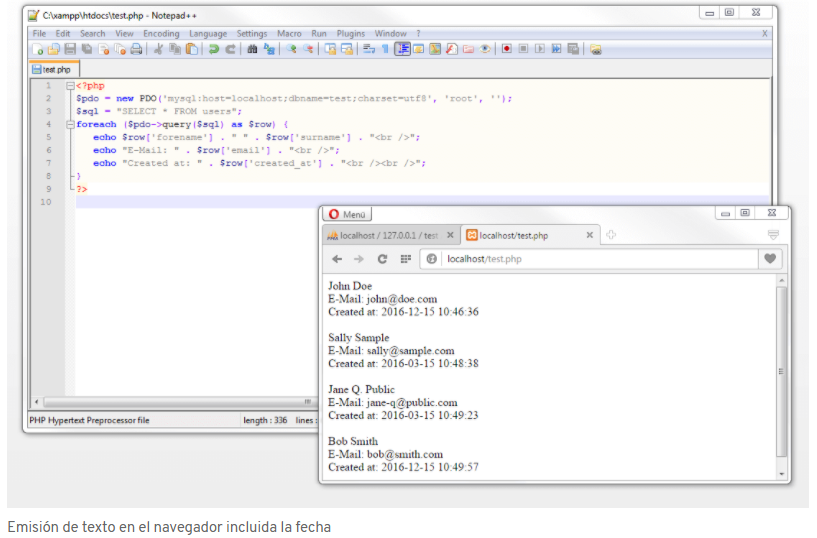 C:\xampp\htdocs\test.php - Notepad++
File Edit Search View Encoding Language Settings Macro Run Plugins Window ?
X
test.php
1 <?php
2 $pdo = new PDO('mysql:host=localhost;dbname=test;charset=utf8', 'root', '');
3 $sql = "SELECT * FROM users";
4 foreach ($pdo->query($sql) as $row) {
5 echo $row['forename'] . " " . $row['surname'] . "<br />";
6 echo "E-Mail: " . $row['email'] . "<br />";
7 echo "Created at: " . $row['created_at'] . "<br /><br />";
8 }
9 ?>
10
PHP Hypertext Preprocessor file length : 336 lines :
Menú
localhost / 127.0.0.1 / test
localhost/test.php
localhost/test.php
John Doe
E-Mail: john@doe.com
Created at: 2016-12-15 10:46:36
Sally Sample
E-Mail: sally@sample.com
Created at: 2016-03-15 10:48:38
Jane Q. Public
E-Mail: jane-q@public.com
Created at: 2016-03-15 10:49:23
Bob Smith
E-Mail: bob@smith.com
Created at: 2016-12-15 10:49:57
Emisión de texto en el navegador incluida la fecha